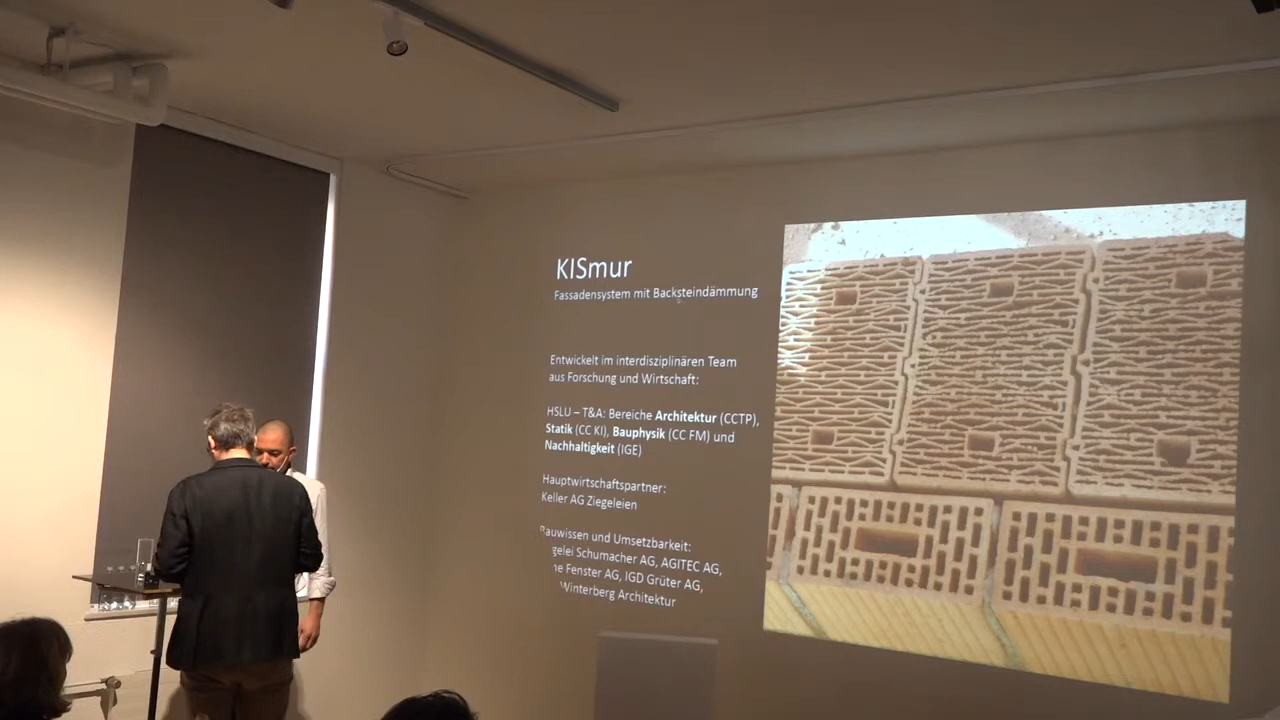 KISmur
Fassadensystem mit Backsteindämmung
Entwickelt im interdisziplinären Team
aus Forschung und Wirtschaft:
HSLU – T&A: Bereiche Architektur (CCTP),
Statik (CC KI), Bauphysik (CC FM) und
Nachhaltigkeit (IGE)
Hauptwirtschaftspartner:
Keller AG Ziegeleien
Bauwissen und Umsetzbarkeit:
gelei Schumacher AG, AGITEC AG,
ne Fenster AG, IGD Grüter AG,
Winterberg Architektur